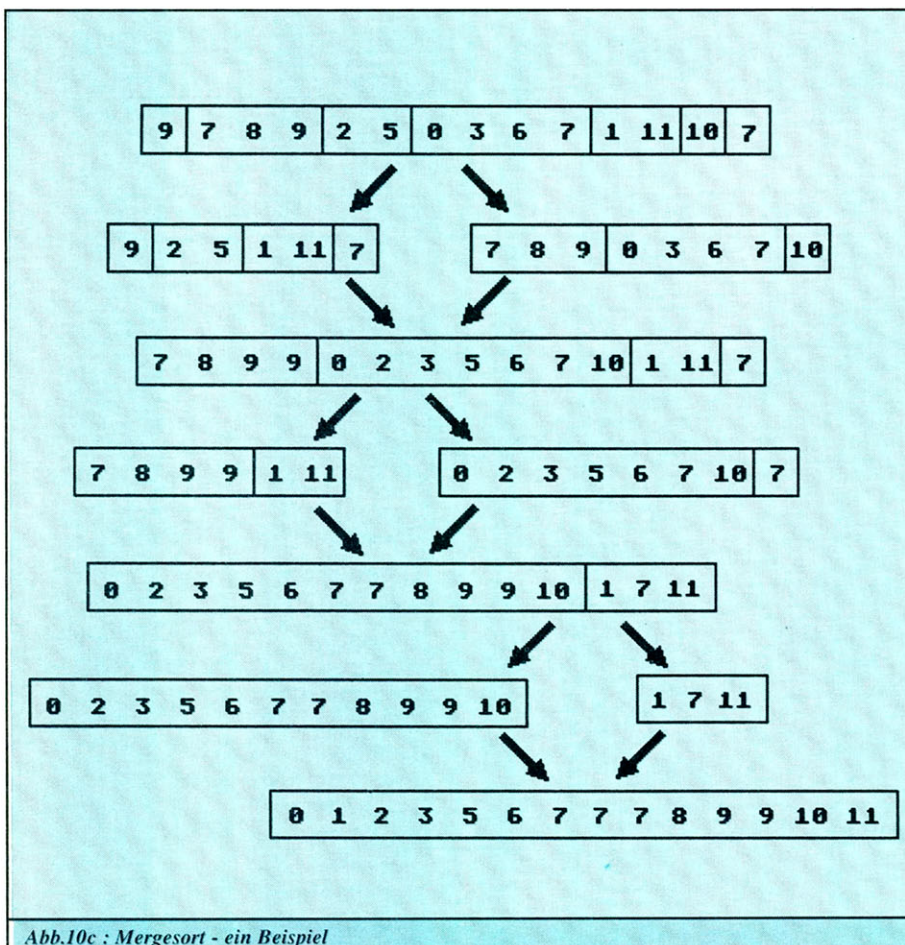 9 7 8 9 2 5 0 3 6 7 1 11 10 7
9 2 5 1 11 7 7 8 9 0 3 6 7 10
7 8 9 9 0 2 3 5 6 7 10 1 11 7
7 8 9 9 1 11 0 2 3 5 6 7 10 7
0 2 3 5 6 7 7 8 9 9 10 1 7 11
0 2 3 5 6 7 7 8 9 9 10 1 7 11
0 1 2 3 5 6 7 7 7 8 9 9 10 11
Abb.10c : Mergesort - ein Beispiel